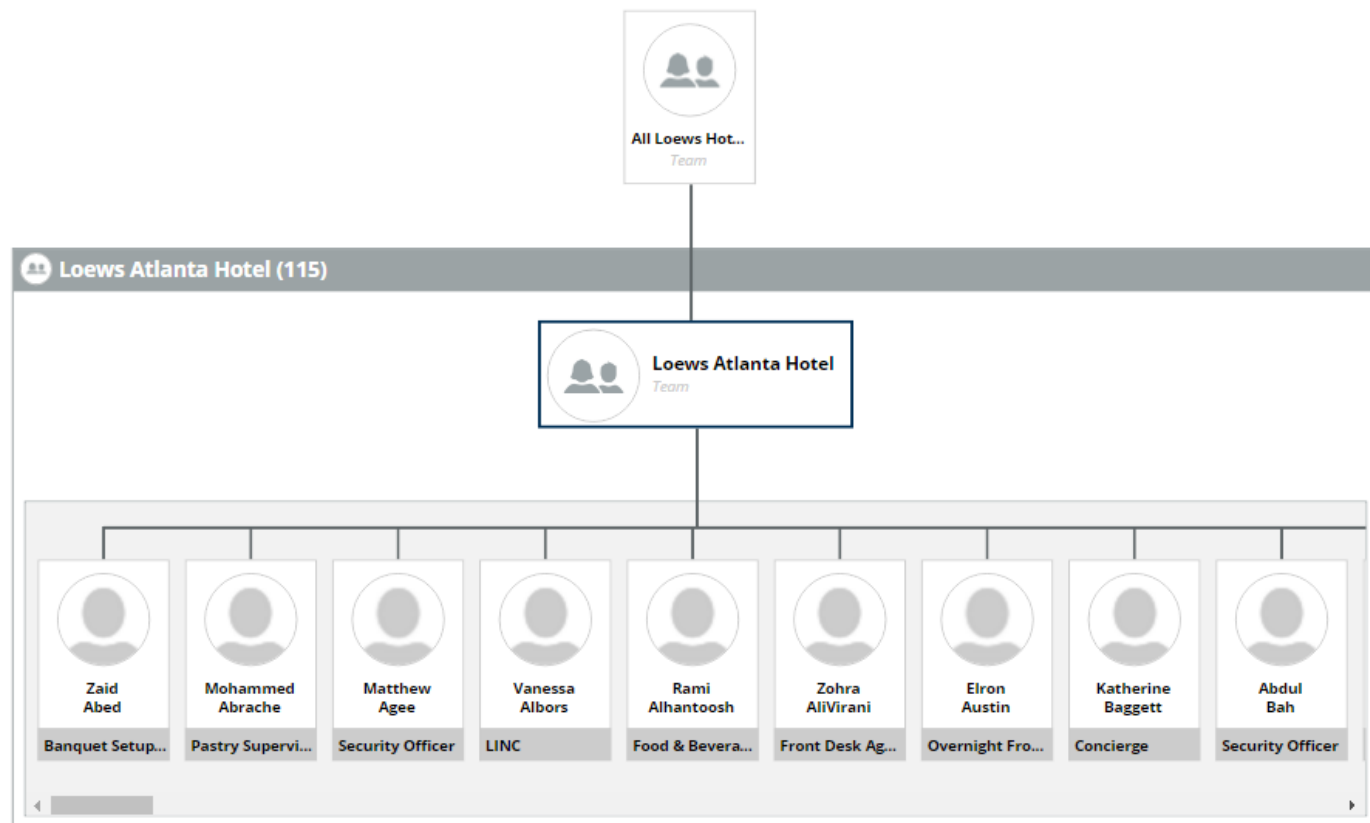 All Loews Hot...
Team
Loews Atlanta Hotel (115)
Loews Atlanta Hotel
Team
Zaid
Abed
Banquet Setup...
Mohammed
Abrache
Pastry Supervi...
Matthew
Agee
Security Officer
Vanessa
Albors
LINC
Rami
Alhantoosh
Food & Bevera...
Zohra
AliVirani
Front Desk Ag...
Elron
Austin
Overnight Fro...
Katherine
Baggett
Concierge
Abdul
Bah
Security Officer